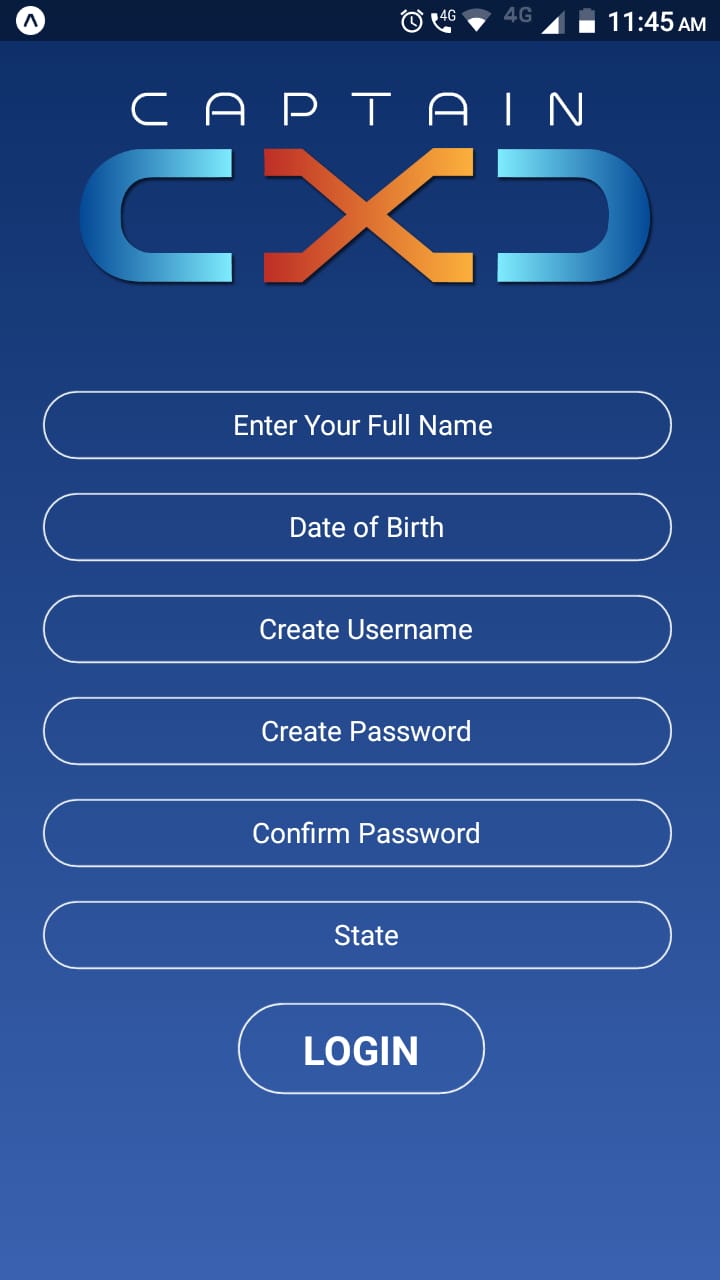 4G 4G 11:45 AM
CAPTAIN
CXD
Enter Your Full Name
Date of Birth
Create Username
Create Password
Confirm Password
State
LOGIN